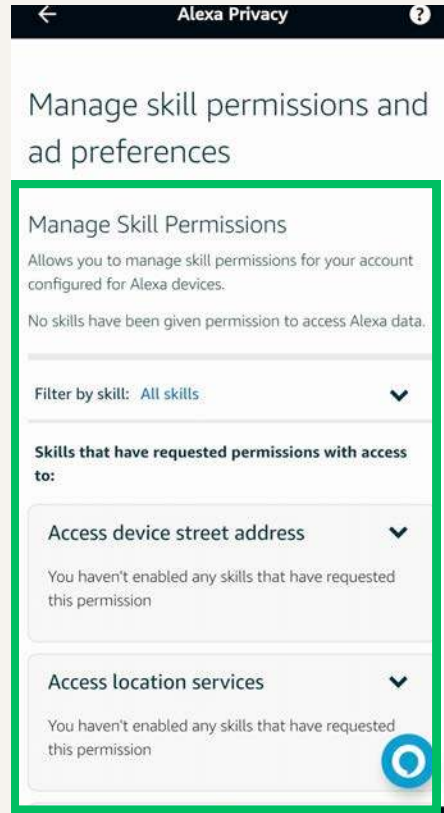 Alexa Privacy
?
Manage skill permissions and
ad preferences
Manage Skill Permissions
Allows you to manage skill permissions for your account
configured for Alexa devices.
No skills have been given permission to access Alexa data.
Filter by skill: All skills
Skills that have requested permissions with access
to:
Access device street address
You haven't enabled any skills that have requested
this permission
Access location services
You haven't enabled any skills that have requested
this permission